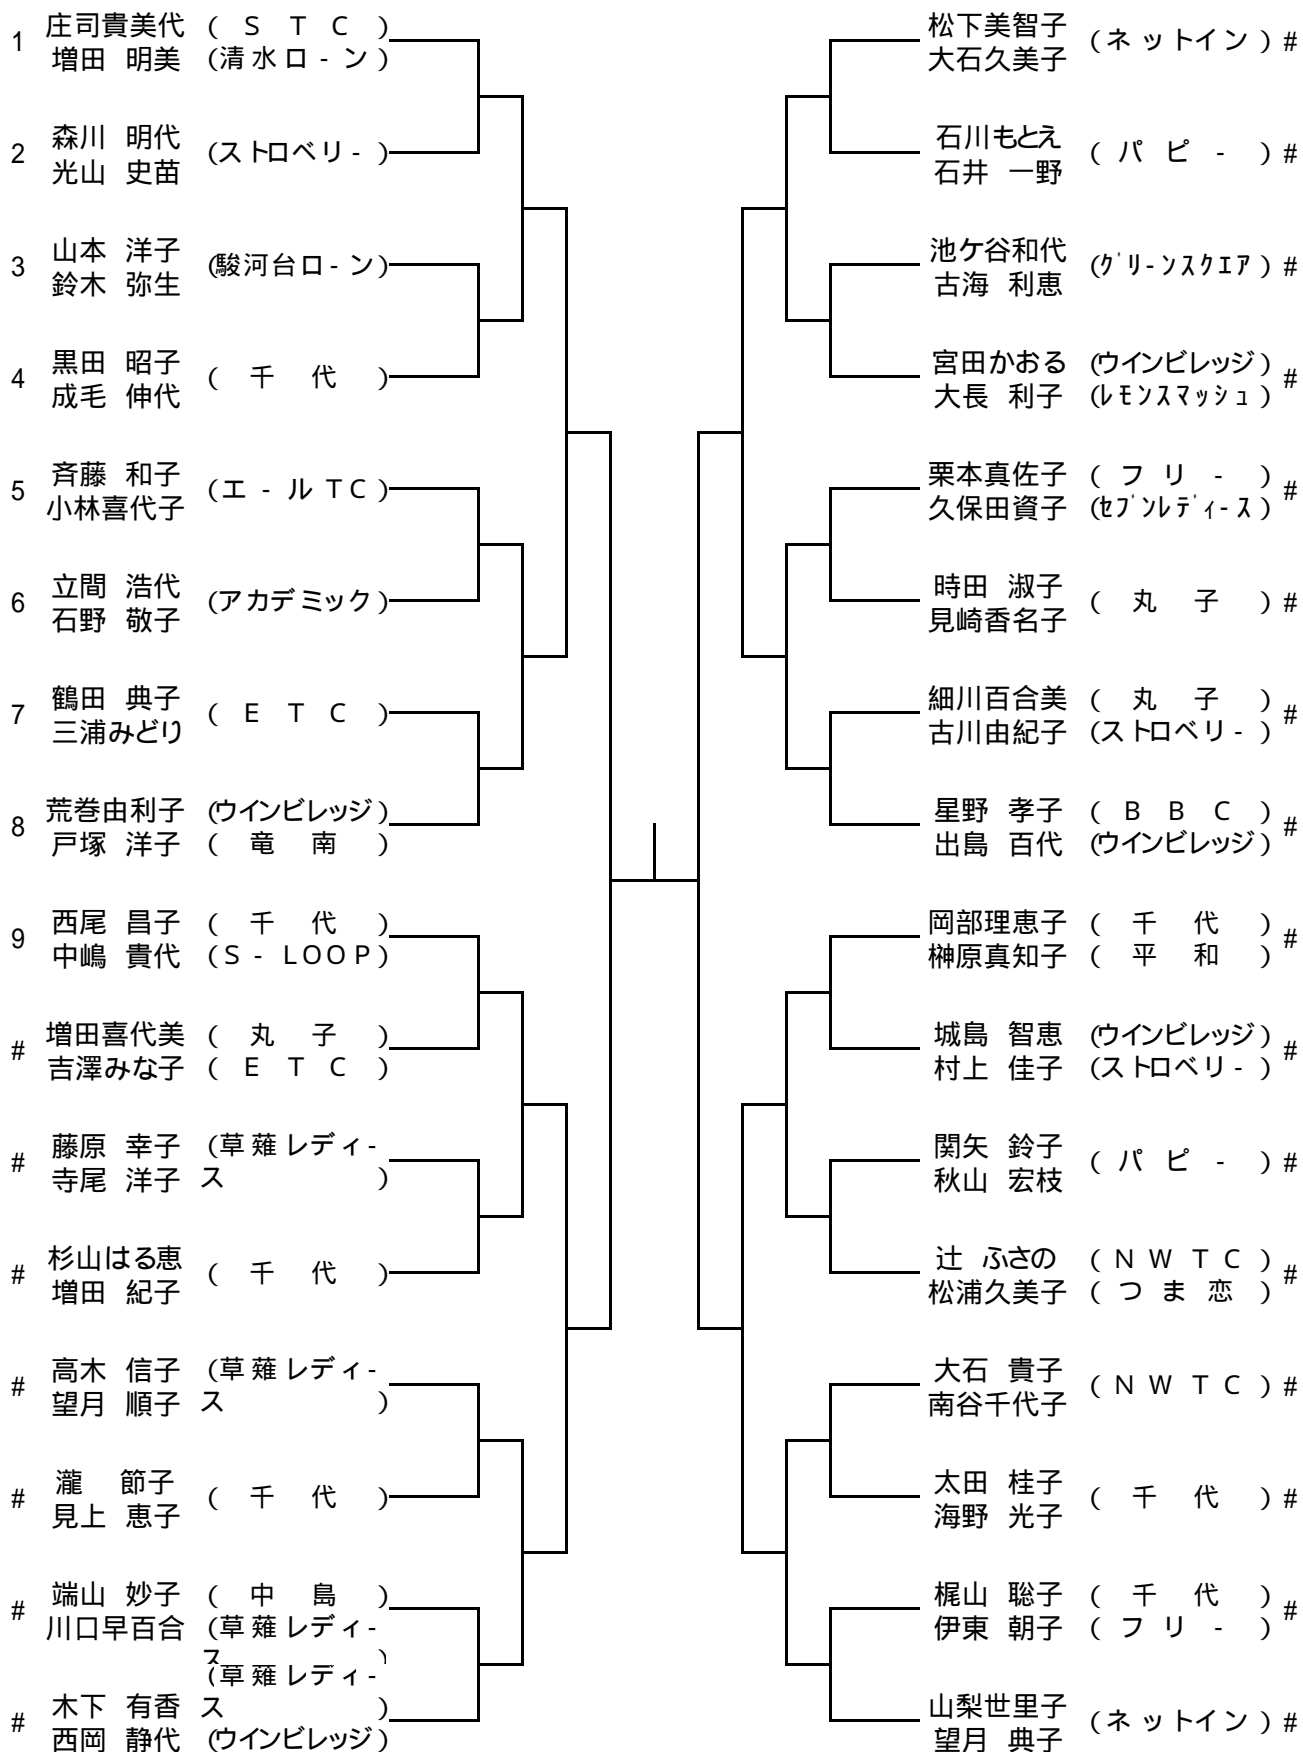 1 庄司貴美代 ( S T C )
増田 明美 (清水ロ-ン)
2 森川 明代 (ストロベリ-)
光山 史苗
3 山本 洋子 (駿河台ロ-ン)
鈴木 弥生
4 黒田 昭子 ( 千 代 )
成毛 伸代
5 斉藤 和子 (エ-ルTC)
小林喜代子
6 立間 浩代 (アカデミック)
石野 敬子
7 鶴田 典子 ( E T C )
三浦みどり
8 荒巻由利子 (ウインビレッジ)
戸塚 洋子 ( 竜 南 )
9 西尾 昌子 ( 千 代 )
中嶋 貴代 (S-LOOP)
# 増田喜代美 ( 丸 子 )
吉澤みな子 ( E T C )
# 藤原 幸子 (草薙レディ-
寺尾 洋子 ス )
# 杉山はる恵 ( 千 代 )
増田 紀子
# 高木 信子 (草薙レディ-
望月 順子 ス )
# 瀧 節子 ( 千 代 )
見上 恵子
# 端山 妙子 ( 中 島 )
川口早百合 (草薙レディ-
ス )
(草薙レディ-
# 木下 有香 ス )
西岡 静代 (ウインビレッジ)
松下美智子 (ネットイン) #
大石久美子
石川もとえ ( パ ピ - ) #
石井 一野
池ケ谷和代 (ｸﾞﾘ-ﾝｽｸｴｱ) #
古海 利恵
宮田かおる (ウインビレッジ) #
大長 利子 (ﾚﾓﾝｽﾏｯｼｭ)
栗本真佐子 ( フ リ - ) #
久保田資子 (ｾﾌﾞﾝﾚﾃﾞｨ-ｽ)
時田 淑子 ( 丸 子 ) #
見崎香名子
細川百合美 ( 丸 子 ) #
古川由紀子 (ストロベリ-)
星野 孝子 ( B B C ) #
出島 百代 (ウインビレッジ)
岡部理恵子 ( 千 代 ) #
榊原真知子 ( 平 和 )
城島 智恵 (ウインビレッジ) #
村上 佳子 (ストロベリ-)
関矢 鈴子 ( パ ピ - ) #
秋山 宏枝
辻 ふさの ( N W T C ) #
松浦久美子 ( つ ま 恋 )
大石 貴子 ( N W T C ) #
南谷千代子
太田 桂子 ( 千 代 ) #
海野 光子
梶山 聡子 ( 千 代 ) #
伊東 朝子 ( フ リ - )
山梨世里子 (ネットイン) #
望月 典子